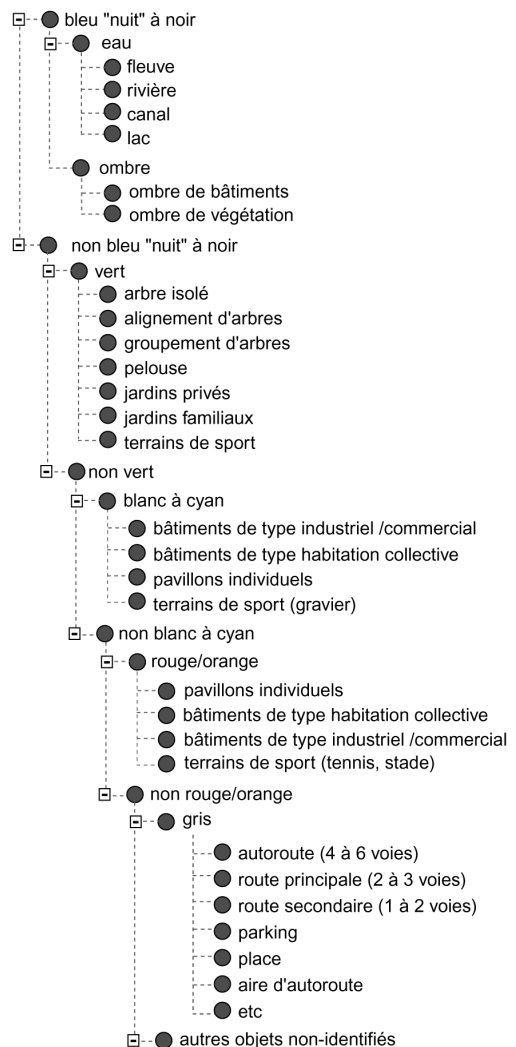 bleu "nuit" à noir
eau
fleuve
rivière
canal
lac
ombre
ombre de bâtiments
ombre de végétation
non bleu "nuit" à noir
vert
arbre isolé
alignement d'arbres
groupement d'arbres
pelouse
jardins privés
jardins familiaux
terrains de sport
non vert
blanc à cyan
bâtiments de type industriel /commercial
bâtiments de type habitation collective
pavillons individuels
terrains de sport (gravier)
non blanc à cyan
rouge/orange
pavillons individuels
bâtiments de type habitation collective
bâtiments de type industriel /commercial
terrains de sport (tennis, stade)
non rouge/orange
gris
autoroute (4 à 6 voies)
route principale (2 à 3 voies)
route secondaire (1 à 2 voies)
parking
place
aire d'autoroute
etc
autres objets non-identifiés